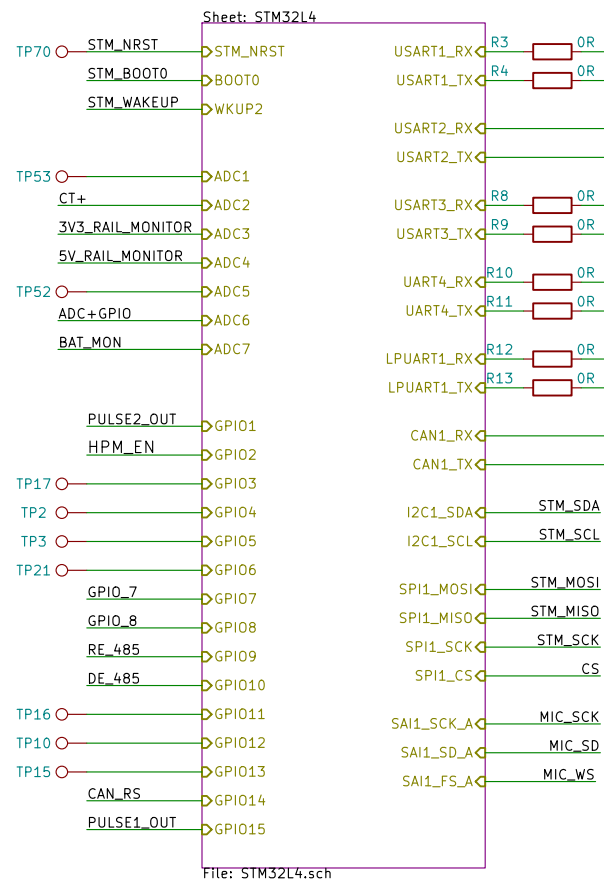 Sheet: STM32L4
TP70 STM_NRST STM_NRST USART1_RX R3 0R
STM_BOOT0 BOOT0 USART1_TX R4 0R
STM_WAKEUP WKUP2
USART2_RX
USART2_TX
TP53 ADC1
CT+ ADC2 USART3_RX R8 0R
3V3_RAIL_MONITOR ADC3 USART3_TX R9 0R
5V_RAIL_MONITOR ADC4
TP52 ADC5 UART4_RX R10 0R
ADC+GPIO ADC6 UART4_TX R11 0R
BAT_MON ADC7 LPUART1_RX R12 0R
LPUART1_TX R13 0R
PULSE2_OUT GPIO1 CAN1_RX
HPM_EN GPIO2 CAN1_TX
TP17 GPIO3
TP2 GPIO4 I2C1_SDA STM_SDA
TP3 GPIO5 I2C1_SCL STM_SCL
TP21 GPIO6
GPIO_7 GPIO7 SPI1_MOSI STM_MOSI
GPIO_8 GPIO8 SPI1_MISO STM_MISO
RE_485 GPIO9 SPI1_SCK STM_SCK
DE_485 GPIO10 SPI1_CS CS
TP16 GPIO11 SAI1_SCK_A MIC_SCK
TP10 GPIO12 SAI1_SD_A MIC_SD
TP15 GPIO13 SAI1_FS_A MIC_WS
CAN_RS GPIO14
PULSE1_OUT GPIO15
File: STM32L4.sch